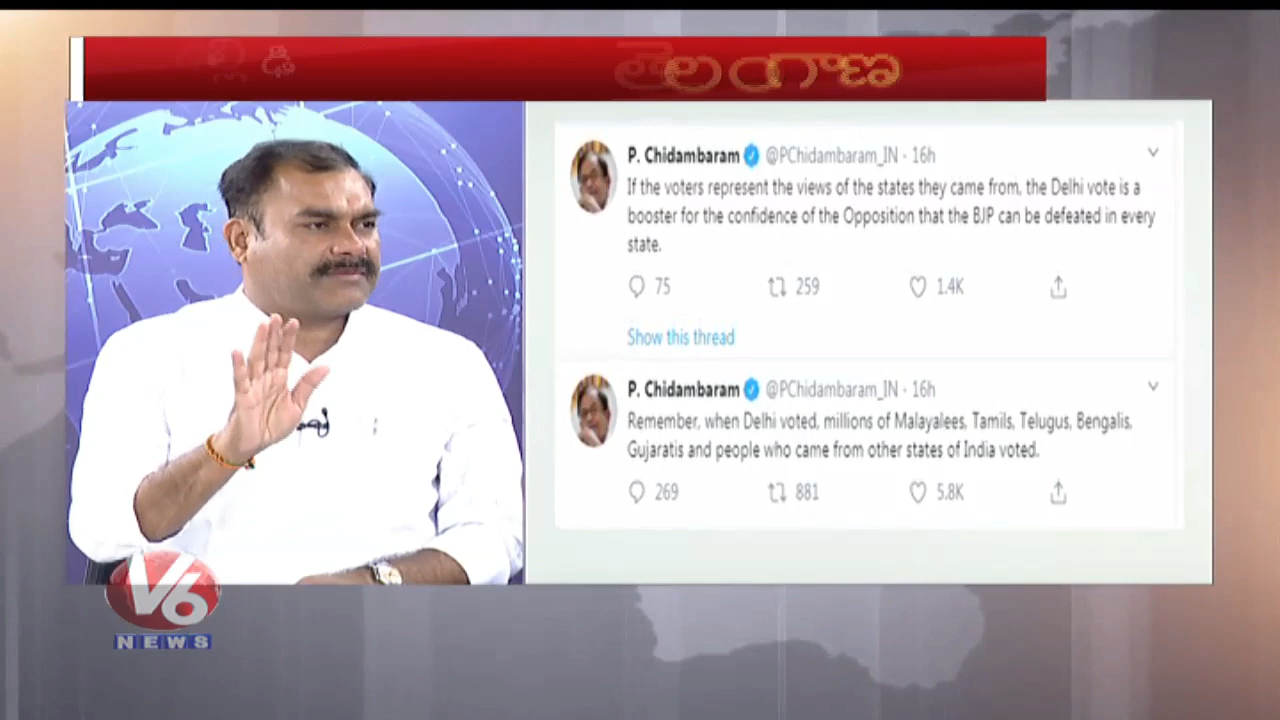 తెలంగాణ
P. Chidambaram @PChidambaram_IN · 16h
If the voters represent the views of the states they came from, the Delhi vote is a
booster for the confidence of the Opposition that the BJP can be defeated in every
state.
75 259 1.4K
Show this thread
P. Chidambaram @PChidambaram_IN · 16h
Remember, when Delhi voted, millions of Malayalees, Tamils, Telugus, Bengalis,
Gujaratis and people who came from other states of India voted.
269 881 5.8K
V6
NEWS